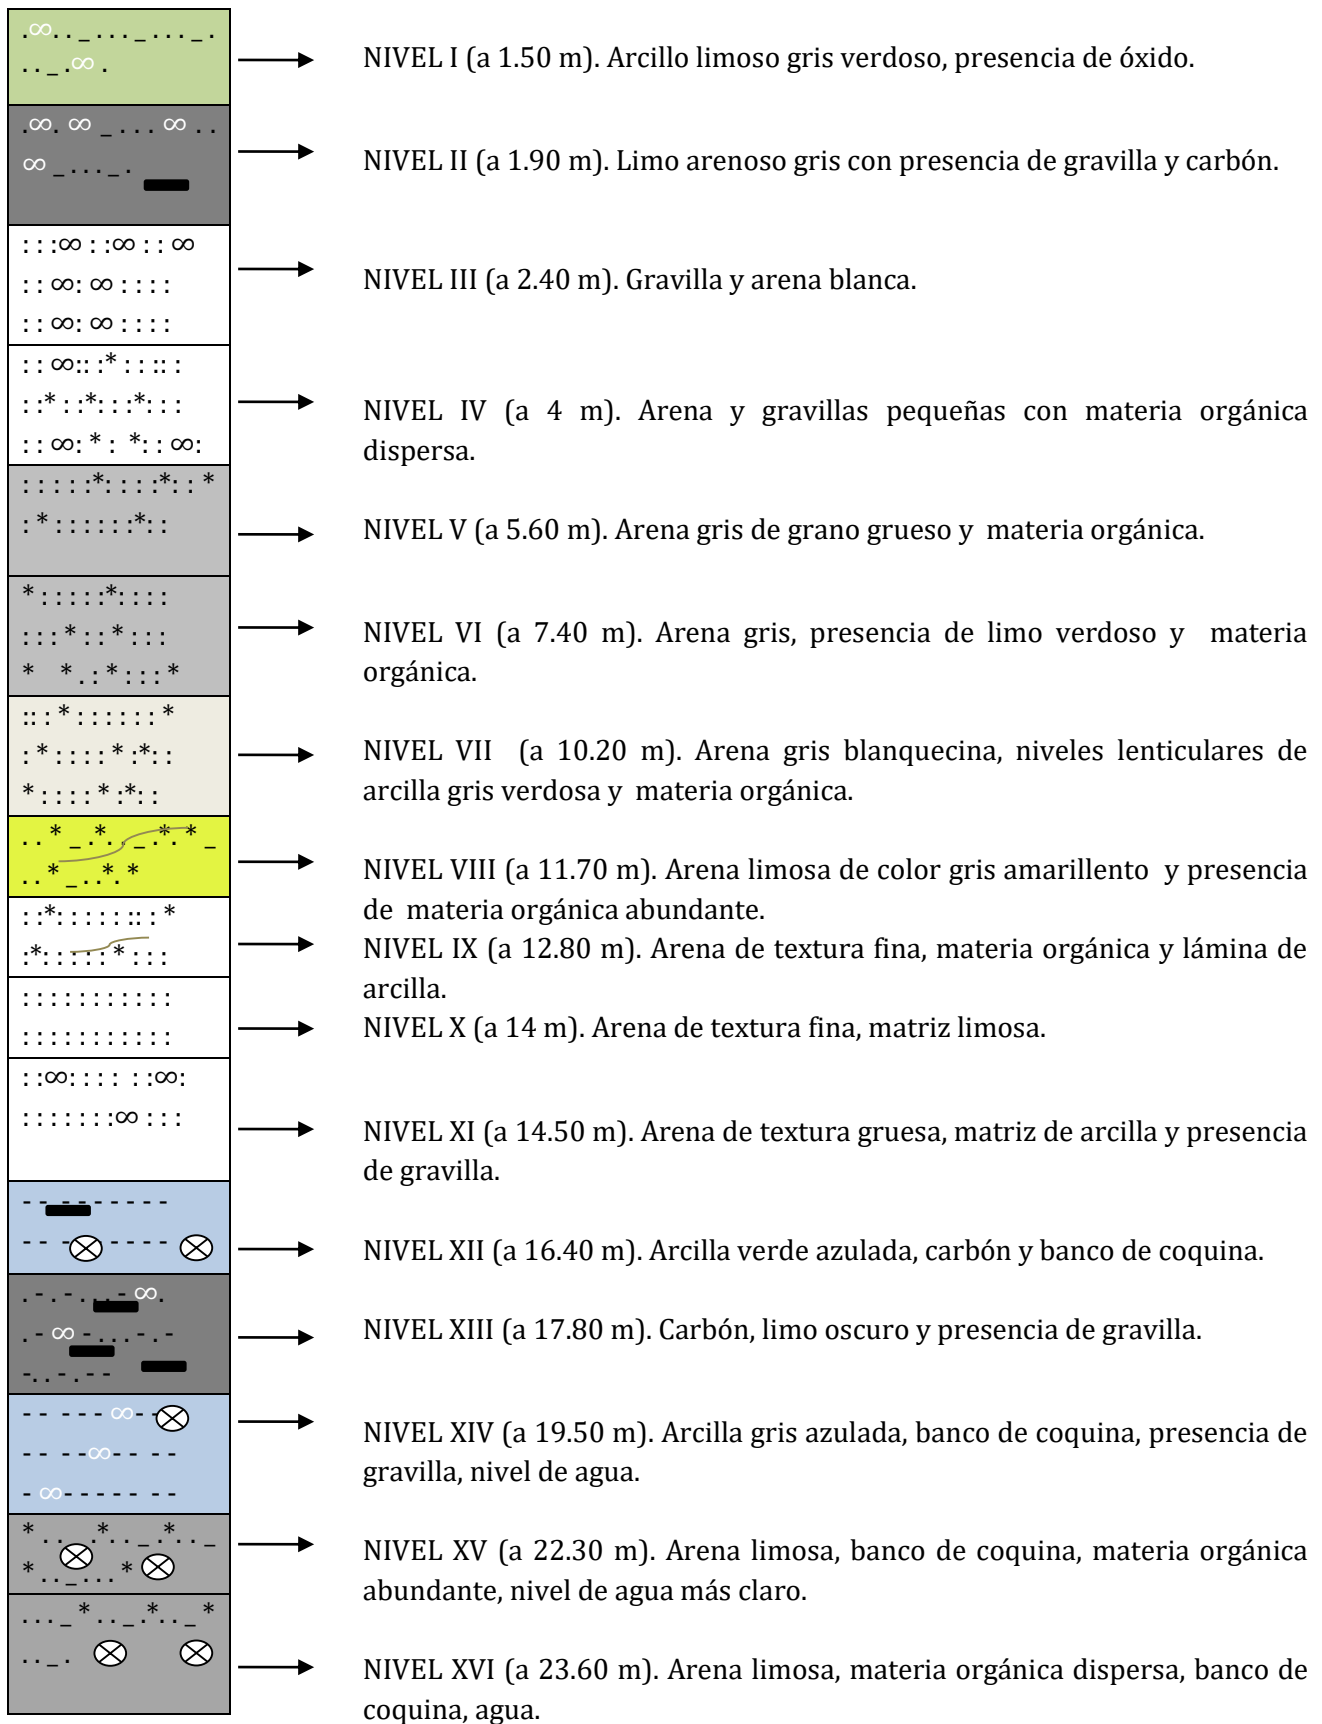 NIVEL I (a 1.50 m). Arcillo limoso gris verdoso, presencia de óxido.
NIVEL II (a 1.90 m). Limo arenoso gris con presencia de gravilla y carbón.
NIVEL III (a 2.40 m). Gravilla y arena blanca.
NIVEL IV (a 4 m). Arena y gravillas pequeñas con materia orgánica
dispersa.
NIVEL V (a 5.60 m). Arena gris de grano grueso y materia orgánica.
NIVEL VI (a 7.40 m). Arena gris, presencia de limo verdoso y materia
orgánica.
NIVEL VII (a 10.20 m). Arena gris blanquecina, niveles lenticulares de
arcilla gris verdosa y materia orgánica.
NIVEL VIII (a 11.70 m). Arena limosa de color gris amarillento y presencia
de materia orgánica abundante.
NIVEL IX (a 12.80 m). Arena de textura fina, materia orgánica y lámina de
arcilla.
NIVEL X (a 14 m). Arena de textura fina, matriz limosa.
NIVEL XI (a 14.50 m). Arena de textura gruesa, matriz de arcilla y presencia
de gravilla.
NIVEL XII (a 16.40 m). Arcilla verde azulada, carbón y banco de coquina.
NIVEL XIII (a 17.80 m). Carbón, limo oscuro y presencia de gravilla.
NIVEL XIV (a 19.50 m). Arcilla gris azulada, banco de coquina, presencia de
gravilla, nivel de agua.
NIVEL XV (a 22.30 m). Arena limosa, banco de coquina, materia orgánica
abundante, nivel de agua más claro.
NIVEL XVI (a 23.60 m). Arena limosa, materia orgánica dispersa, banco de
coquina, agua.